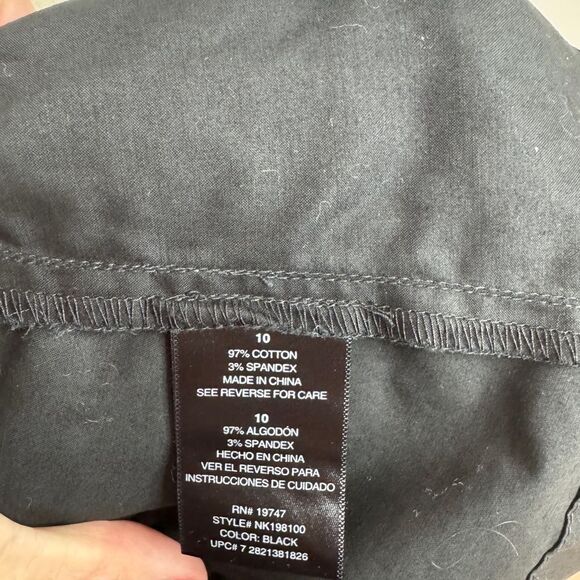 10
97% COTTON
3% SPANDEX
MADE IN CHINA
SEE REVERSE FOR CARE
10
97% ALGODÓN
3% SPANDEX
HECHO EN CHINA
VER EL REVERSO PARA
INSTRUCCIONES DE CUIDADO
RN# 19747
STYLE# NK198100
COLOR: BLACK
UPC# 7 2821381826